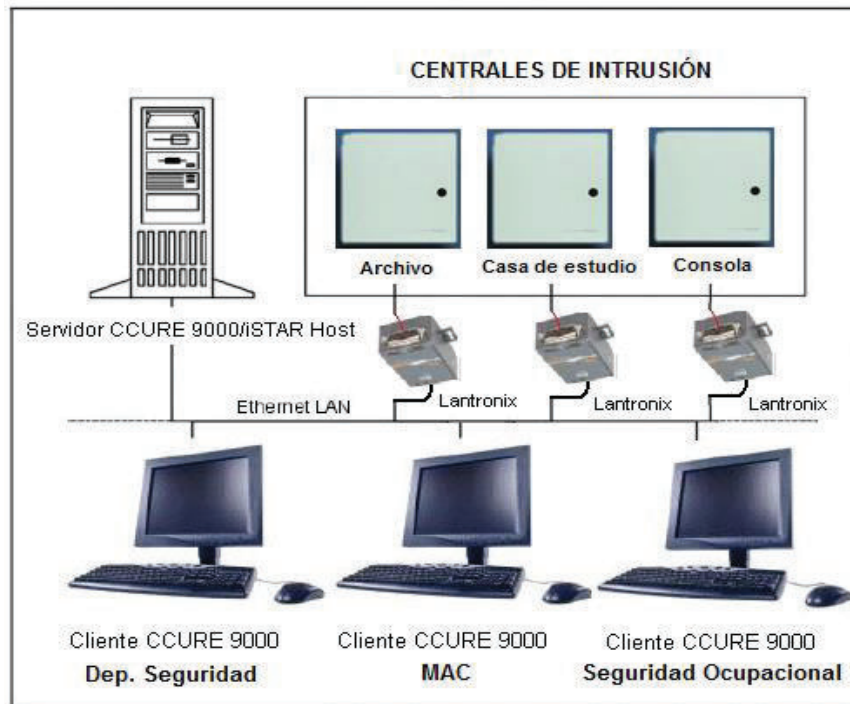 CENTRALES DE INTRUSIÓN
Archivo
Casa de estudio
Consola
Servidor CCURE 9000/iSTAR Host
Lantronix
Lantronix
Lantronix
Ethernet LAN
Cliente CCURE 9000
Dep. Seguridad
Cliente CCURE 9000
MAC
Cliente CCURE 9000
Seguridad Ocupacional